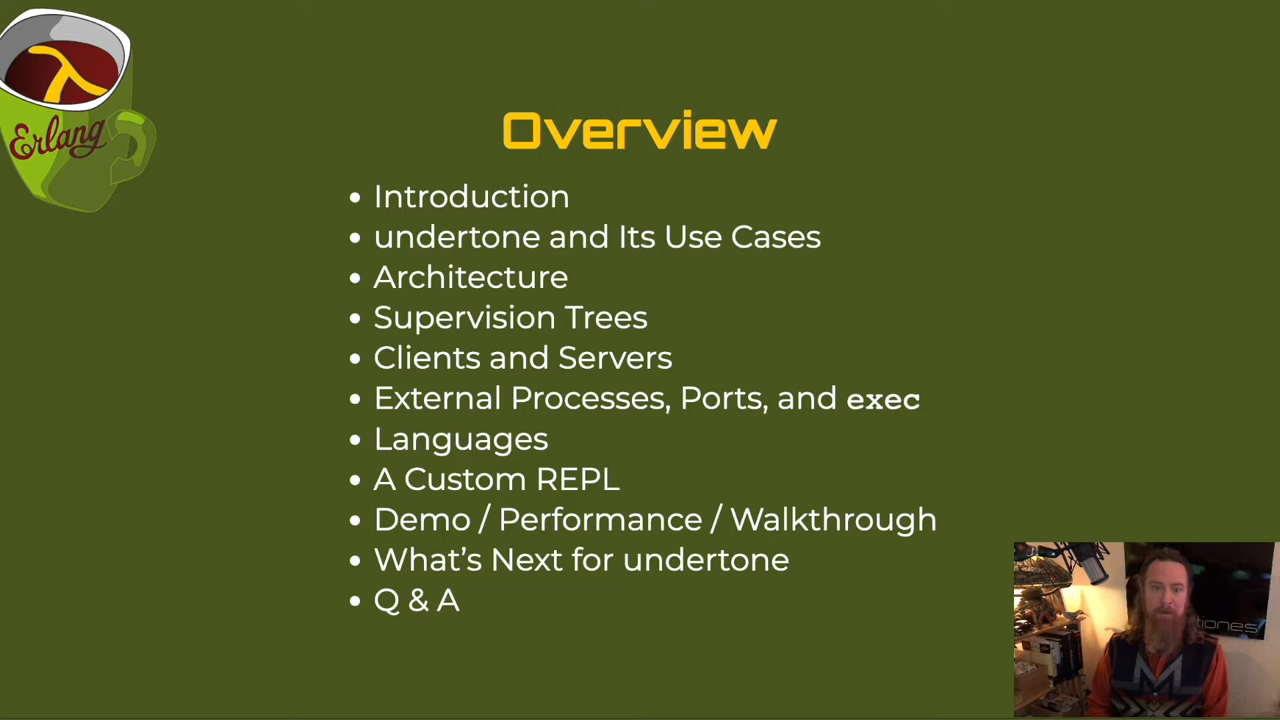 Erlang
Overview
• Introduction
• undertone and Its Use Cases
• Architecture
• Supervision Trees
• Clients and Servers
• External Processes, Ports, and exec
• Languages
• A Custom REPL
• Demo / Performance / Walkthrough
• What's Next for undertone
• Q & A